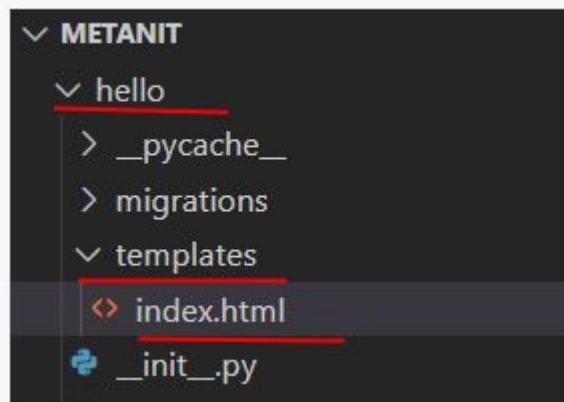 METANIT
hello
__pycache__
migrations
templates
index.html
__init__.py